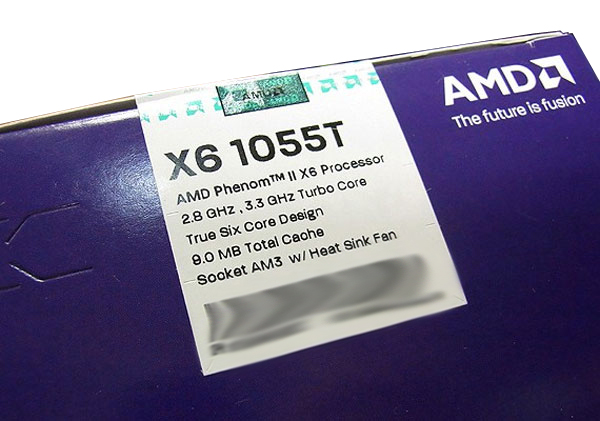 AMD
AMD
The future is fusion
X6 1055T
AMD Phenom™ II X6 Processor
2.8 GHz , 3.3 GHz Turbo Core
True Six Core Design
9.0 MB Total Cache
Socket AM3 w/ Heat Sink Fan